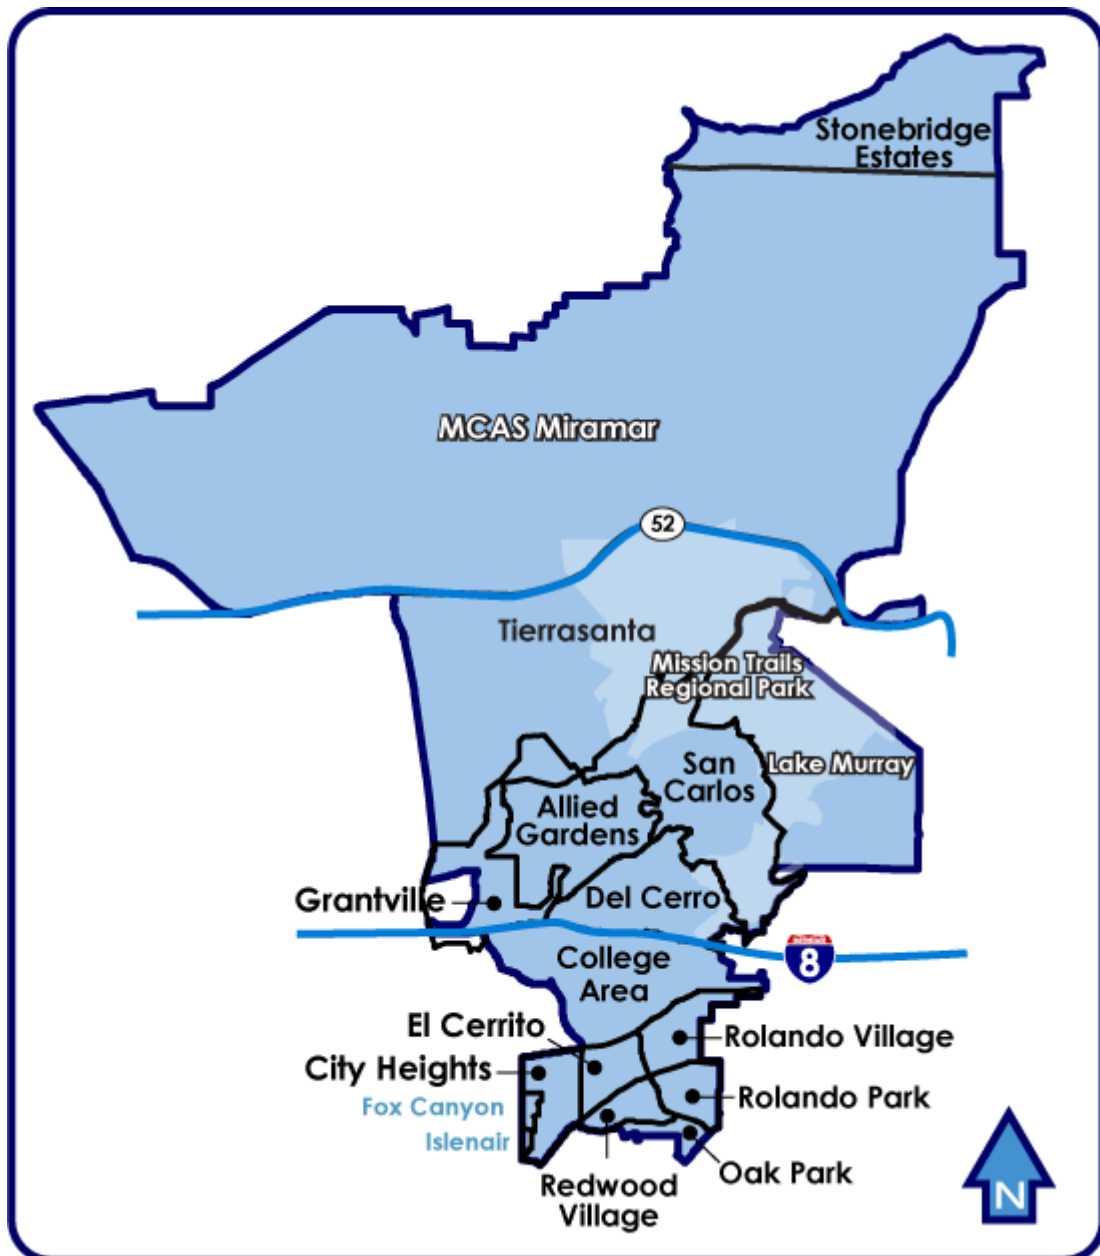 Stonebridge
Estates
MCAS Miramar
52
Tierrasanta
Mission Trails
Regional Park
San
Carlos
Lake Murray
Allied
Gardens
Grantville
Del Cerro
College
Area
8
El Cerrito
Rolando Village
City Heights
Fox Canyon
Rolando Park
Islenair
Oak Park
Redwood
Village
N